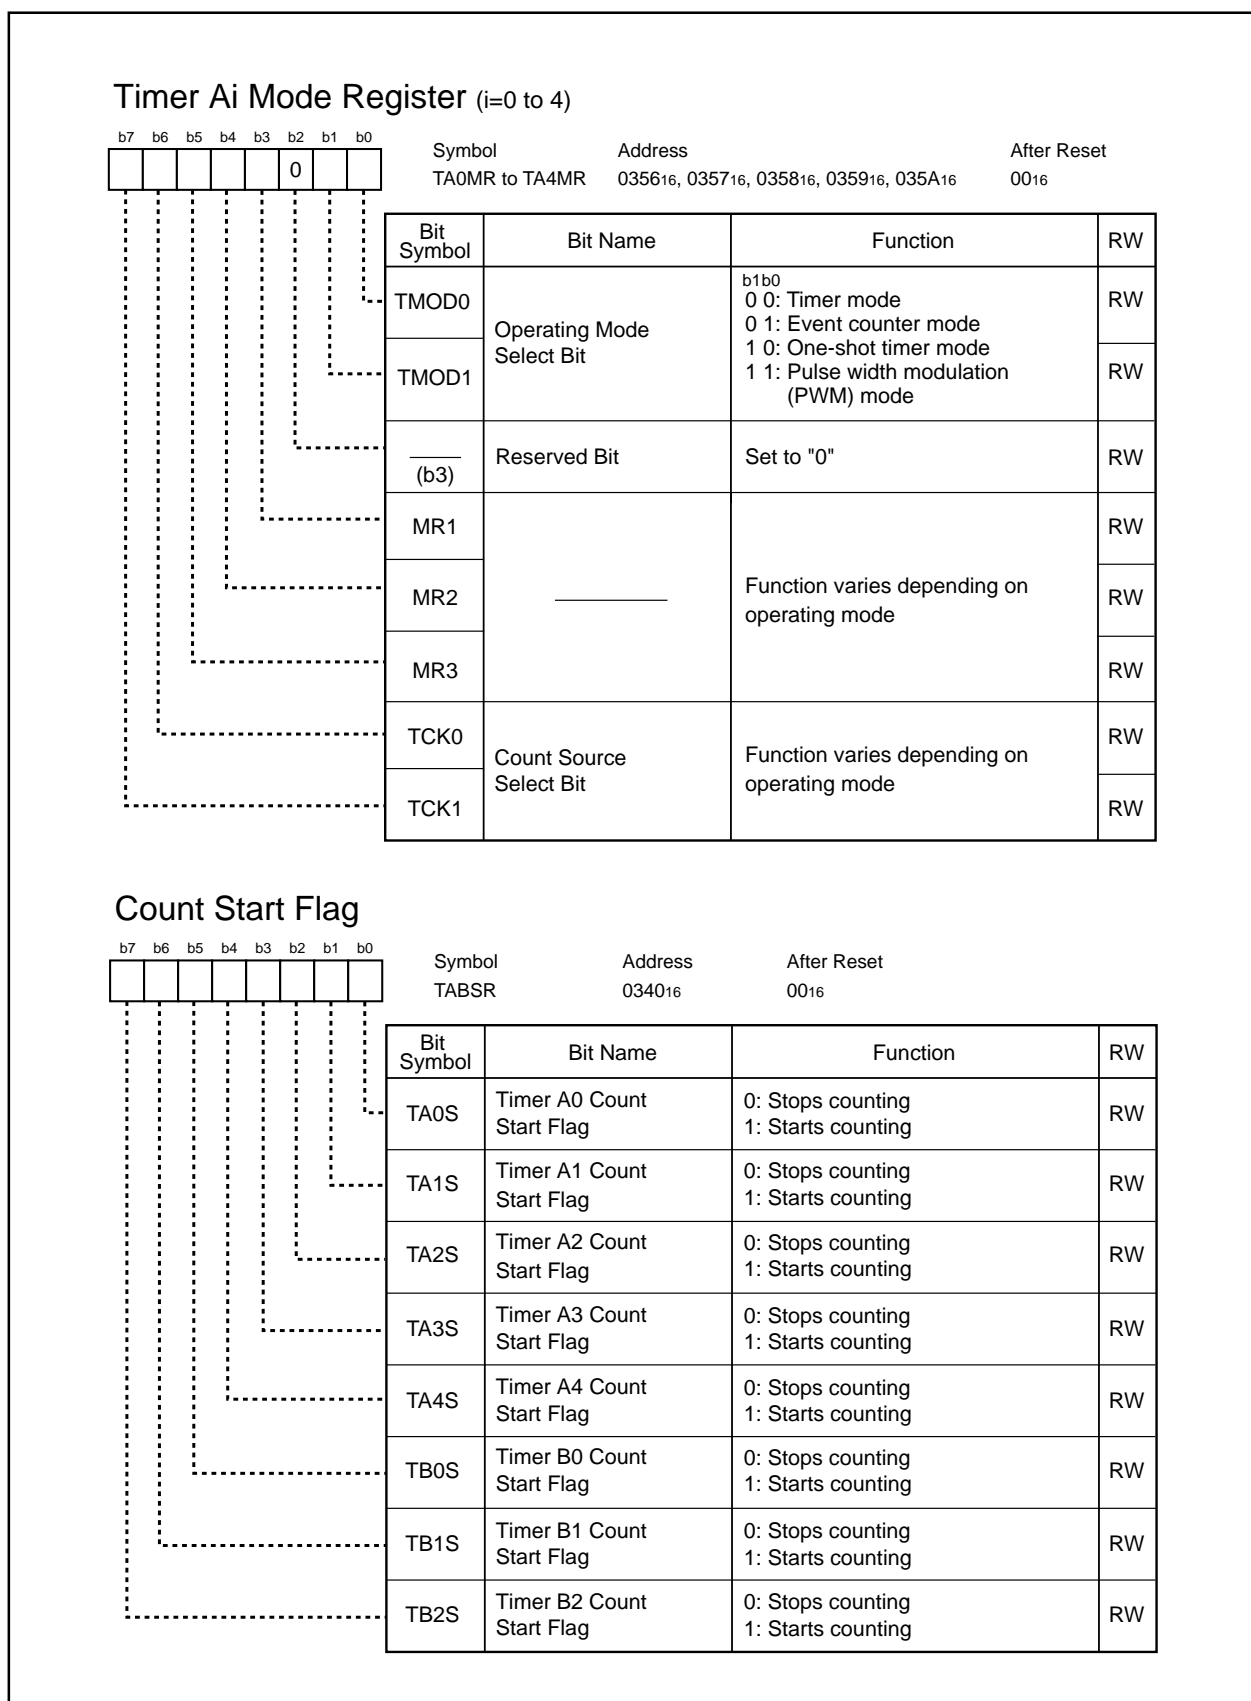 Timer Ai Mode Register (i=0 to 4)
b7 b6 b5 b4 b3 b2 b1 b0
0
Symbol Address After Reset
TA0MR to TA4MR 035616, 035716, 035816, 035916, 035A16 0016
Bit Symbol Bit Name Function RW
TMOD0 RW
TMOD1 RW
Operating Mode
Select Bit
b1b0
0 0: Timer mode
0 1: Event counter mode
1 0: One-shot timer mode
1 1: Pulse width modulation
(PWM) mode
(b3) Reserved Bit Set to "0" RW
MR1 RW
MR2 RW
MR3 RW
Function varies depending on
operating mode
TCK0 RW
TCK1 RW
Count Source
Select Bit
Function varies depending on
operating mode
Count Start Flag
b7 b6 b5 b4 b3 b2 b1 b0
Symbol Address After Reset
TABSR 034016 0016
Bit Symbol Bit Name Function RW
TA0S Timer A0 Count 0: Stops counting RW
Start Flag 1: Starts counting
TA1S Timer A1 Count 0: Stops counting RW
Start Flag 1: Starts counting
TA2S Timer A2 Count 0: Stops counting RW
Start Flag 1: Starts counting
TA3S Timer A3 Count 0: Stops counting RW
Start Flag 1: Starts counting
TA4S Timer A4 Count 0: Stops counting RW
Start Flag 1: Starts counting
TB0S Timer B0 Count 0: Stops counting RW
Start Flag 1: Starts counting
TB1S Timer B1 Count 0: Stops counting RW
Start Flag 1: Starts counting
TB2S Timer B2 Count 0: Stops counting RW
Start Flag 1: Starts counting